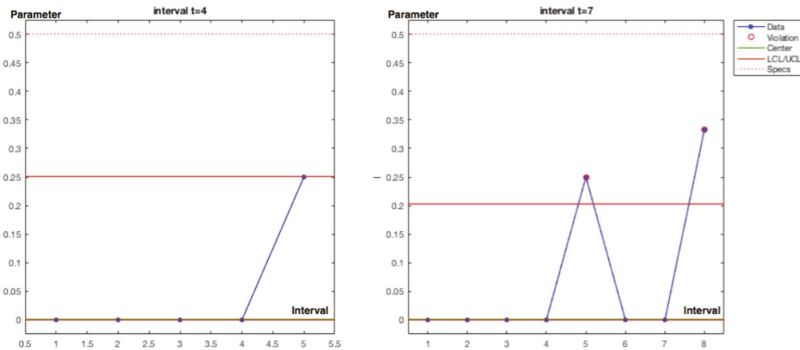 Parameter
interval t=4
0.5
0.45
0.4
0.35
0.3
0.25
0.2
0.15
0.1
0.05
0
Interval
0.5 1 1.5 2 2.5 3 3.5 4 4.5 5 5.5
Parameter
interval t=7
0.5
0.45
0.4
0.35
0.3
0.25
0.2
0.15
0.1
0.05
0
Interval
1 2 3 4 5 6 7 8
Data
Violation
Center
LCL/UCL
Specs